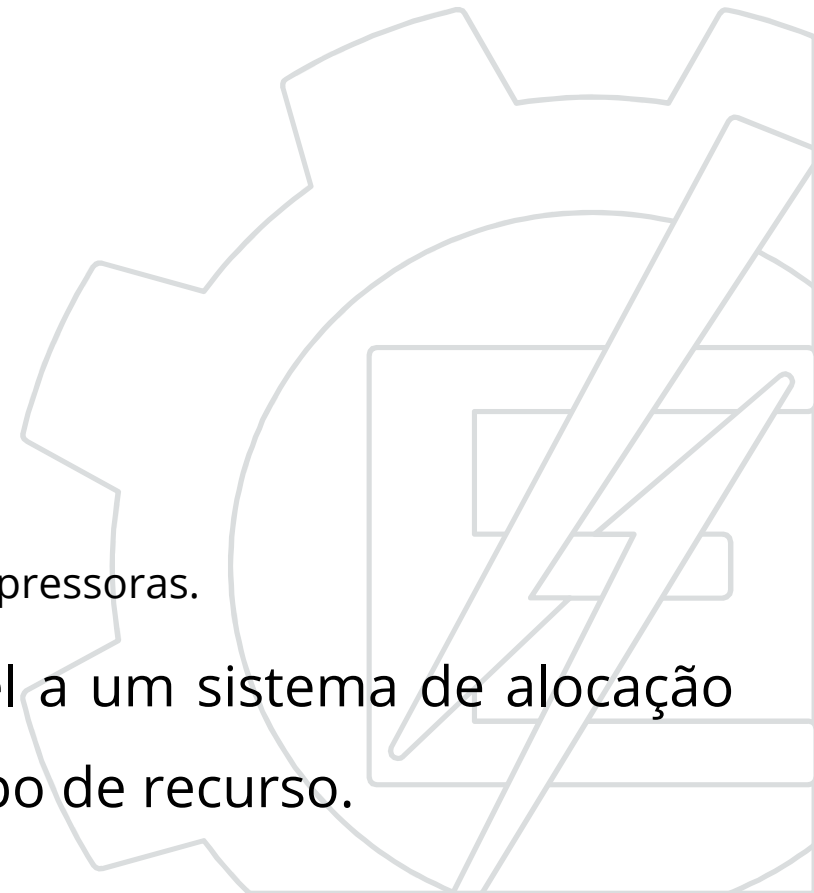 pressoras.
l a um sistema de alocação
o de recurso.